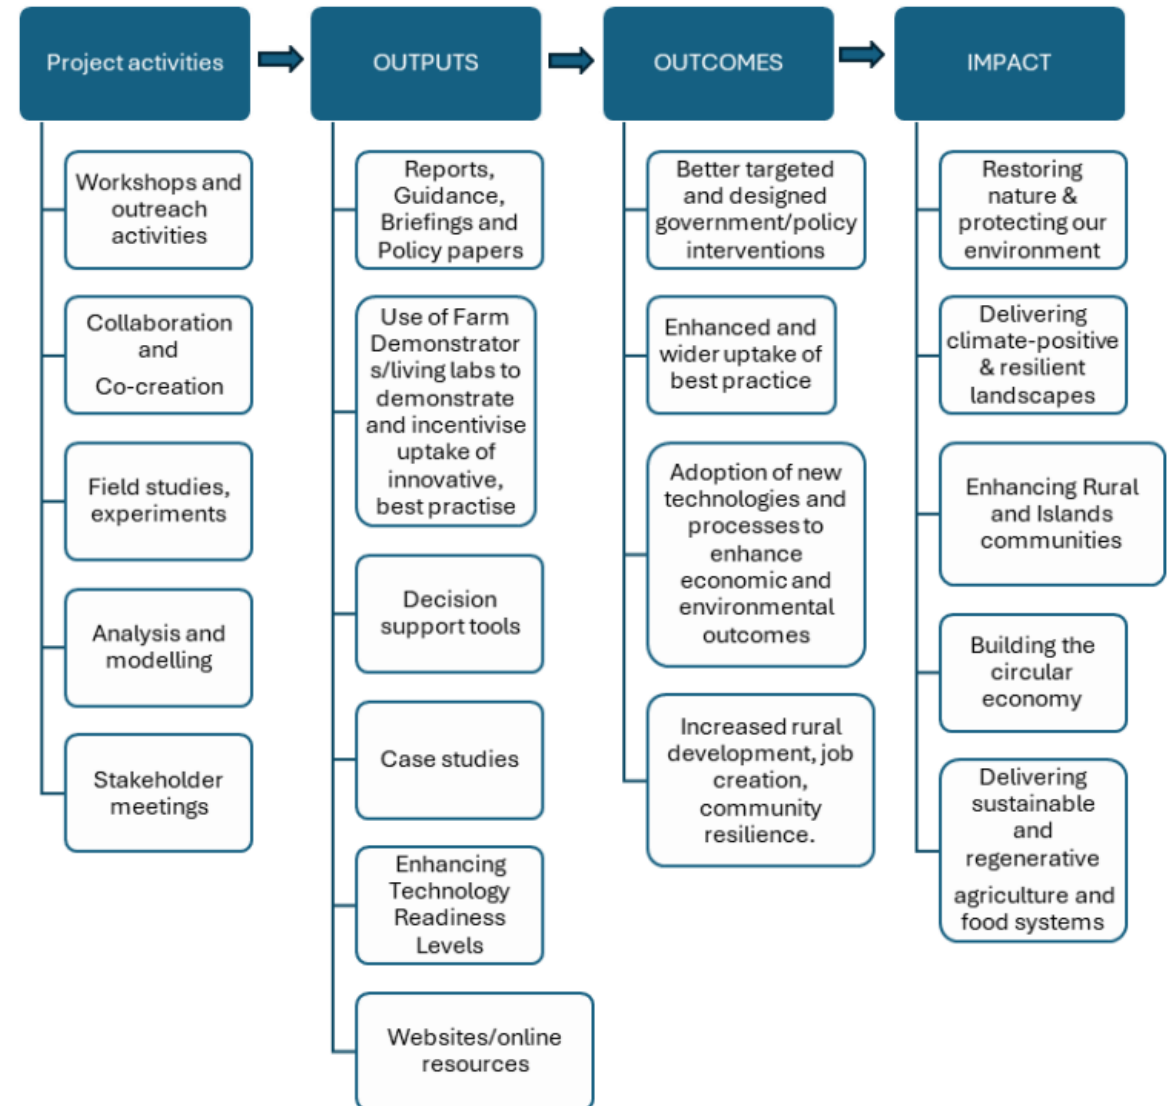 Project activities
OUTPUTS
OUTCOMES
IMPACT
Workshops and
outreach
activities
Collaboration
and
Co-creation
Field studies,
experiments
Analysis and
modelling
Stakeholder
meetings
Reports,
Guidance,
Briefings and
Policy papers
Use of Farm
Demonstrator
s/living labs to
demonstrate
and incentivise
uptake of
innovative,
best practise
Decision
support tools
Case studies
Enhancing
Technology
Readiness
Levels
Websites/online
resources
Better targeted
and designed
government/policy
interventions
Enhanced and
wider uptake of
best practice
Adoption of new
technologies and
processes to
enhance
economic and
environmental
outcomes
Increased rural
development, job
creation,
community
resilience.
Restoring
nature &
protecting our
environment
Delivering
climate-positive
& resilient
landscapes
Enhancing Rural
and Islands
communities
Building the
circular
economy
Delivering
sustainable
and
regenerative
agriculture and
food systems